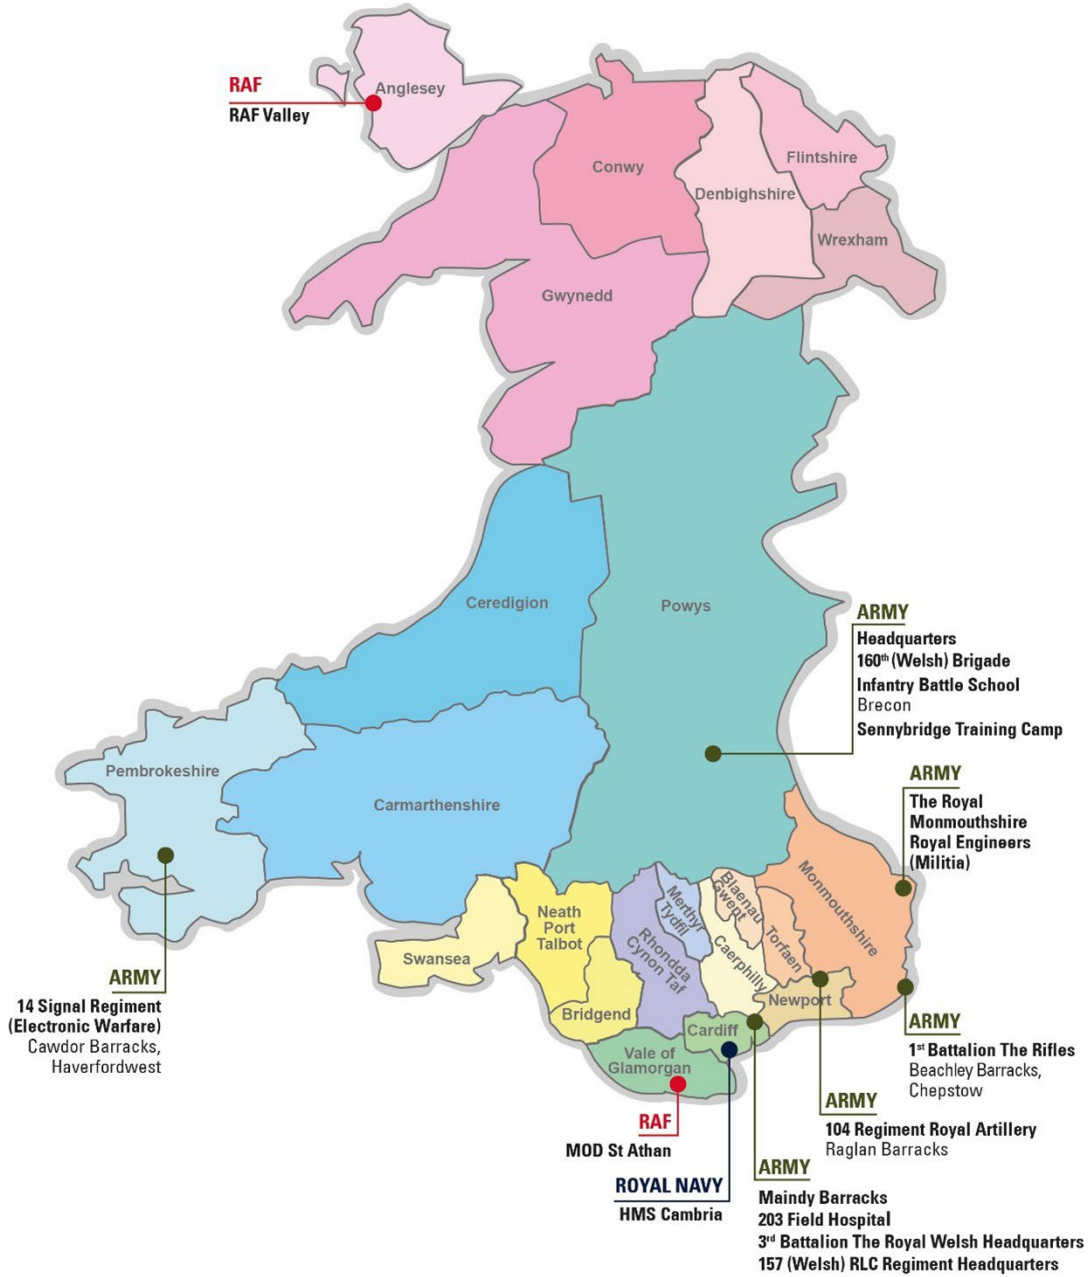 RAF
RAF Valley
Anglesey
Conwy
Flintshire
Denbighshire
Wrexham
Gwynedd
Ceredigion
Powys
ARMY
Headquarters
160th (Welsh) Brigade
Infantry Battle School
Brecon
Sennybridge Training Camp
Pembrokeshire
Carmarthenshire
ARMY
The Royal
Monmouthshire
Royal Engineers
(Militia)
Neath
Port
Talbot
Swansea
Bridgend
Rhondda
Cynon Taf
Merthyr
Tydfil
Caerphilly
Blaenau
Gwent
Torfaen
Monmouthshire
Newport
Cardiff
Vale of
Glamorgan
ARMY
14 Signal Regiment
(Electronic Warfare)
Cawdor Barracks,
Haverfordwest
ARMY
1st Battalion The Rifles
Beachley Barracks,
Chepstow
ARMY
104 Regiment Royal Artillery
Raglan Barracks
RAF
MOD St Athan
ROYAL NAVY
HMS Cambria
ARMY
Maindy Barracks
203 Field Hospital
3rd Battalion The Royal Welsh Headquarters
157 (Welsh) RLC Regiment Headquarters